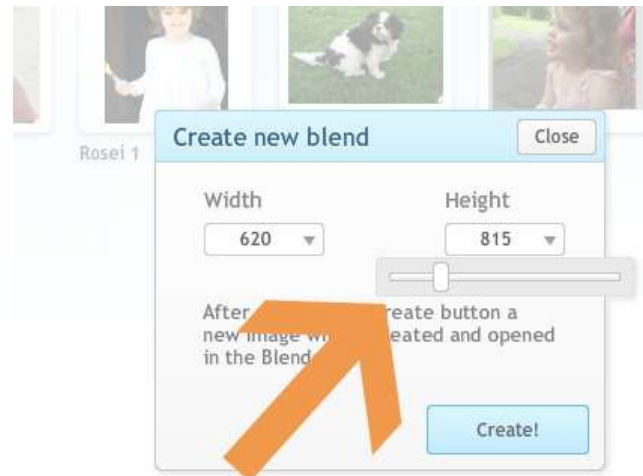 Rosei 1
Create new blend
Close
Width
Height
620
815
After
reate button a
new image w
eated and opened
in the Blend
Create!